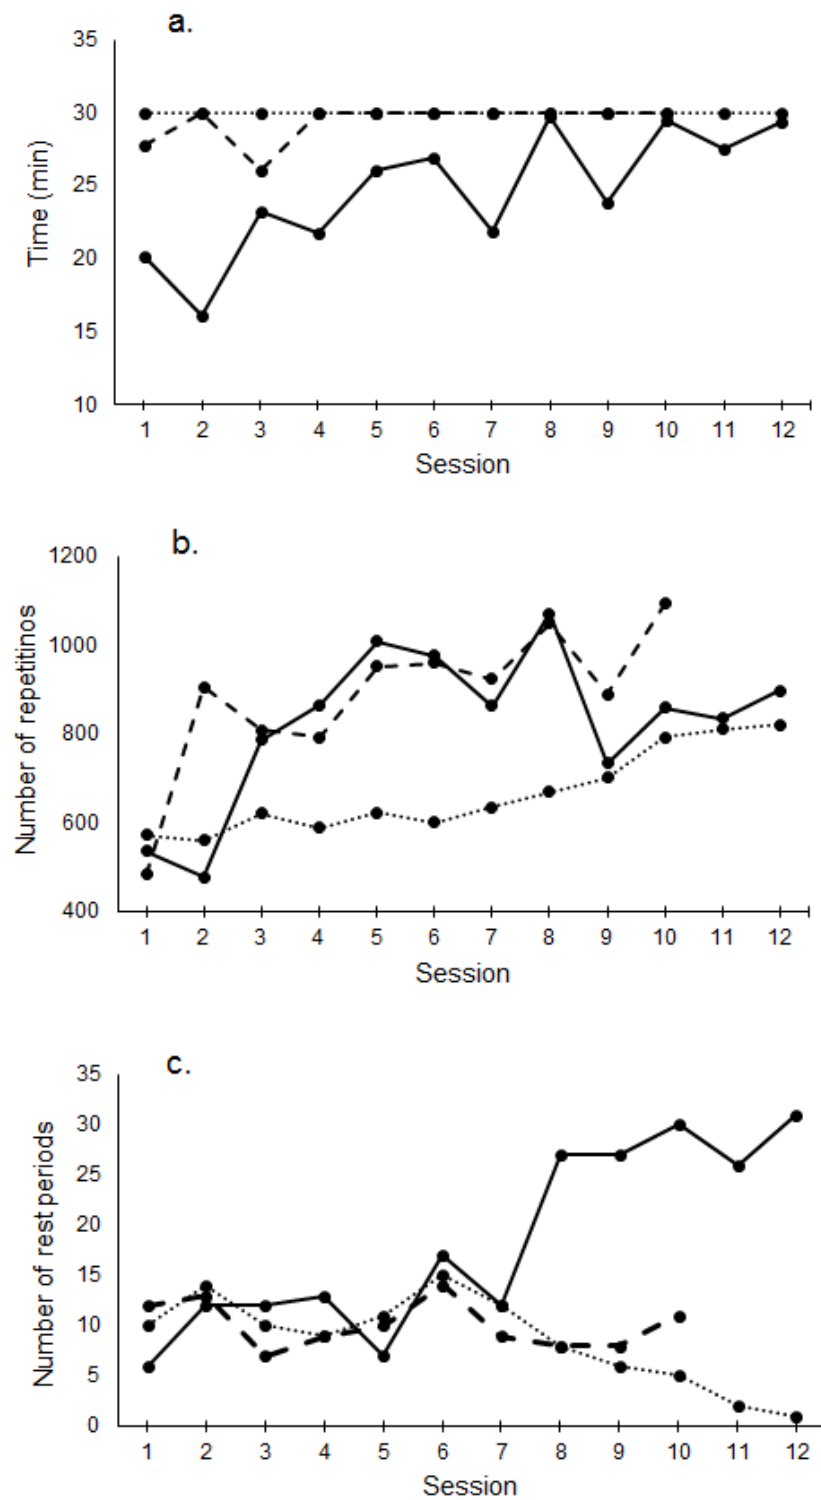 a.
35
30
25
20
15
10
Time (min)
1 2 3 4 5 6 7 8 9 10 11 12
Session
b.
1200
1000
800
600
400
Number of repetitinos
1 2 3 4 5 6 7 8 9 10 11 12
Session
c.
35
30
25
20
15
10
5
0
Number of rest periods
1 2 3 4 5 6 7 8 9 10 11 12
Session